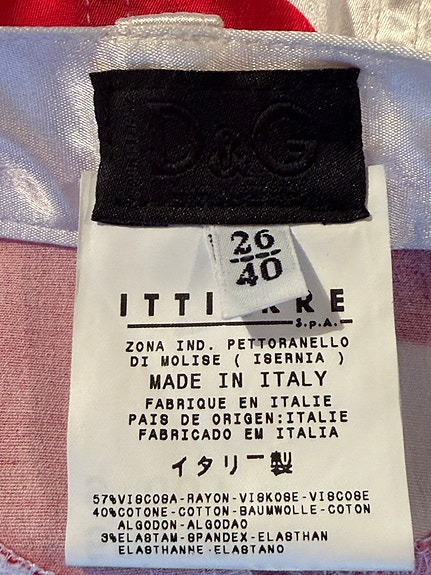 D&G
26
40
ITTIERRE
S.p.A.
ZONA IND. PETTORANELLO
DI MOLISE ( ISERNIA )
MADE IN ITALY
FABRIQUE EN ITALIE
PAIS DE ORIGEN:ITALIE
FABRICADO EM ITALIA
イタリー製
57%VISCOSA-RAYON-VISKOSE-VISCOSE
40%COTONE-COTTON-BAUMWOLLE-COTON
ALGODON-ALGODAO
3%ELASTAM-SPANDEX-ELASTHAN
ELASTHANNE-ELASTANO